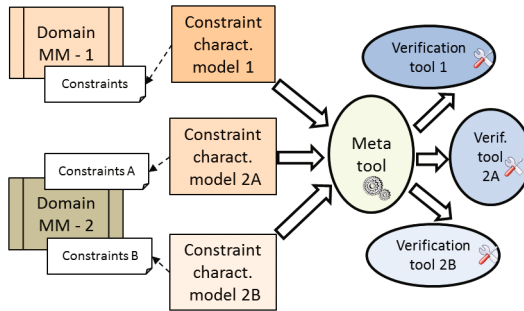 Domain
MM - 1
Constraints
Constraint
charact.
model 1
Verification
tool 1
Constraints A
Domain
MM - 2
Constraints B
Constraint
charact.
model 2A
Meta
tool
Verif.
tool
2A
Constraint
charact.
model 2B
Verification
tool 2B